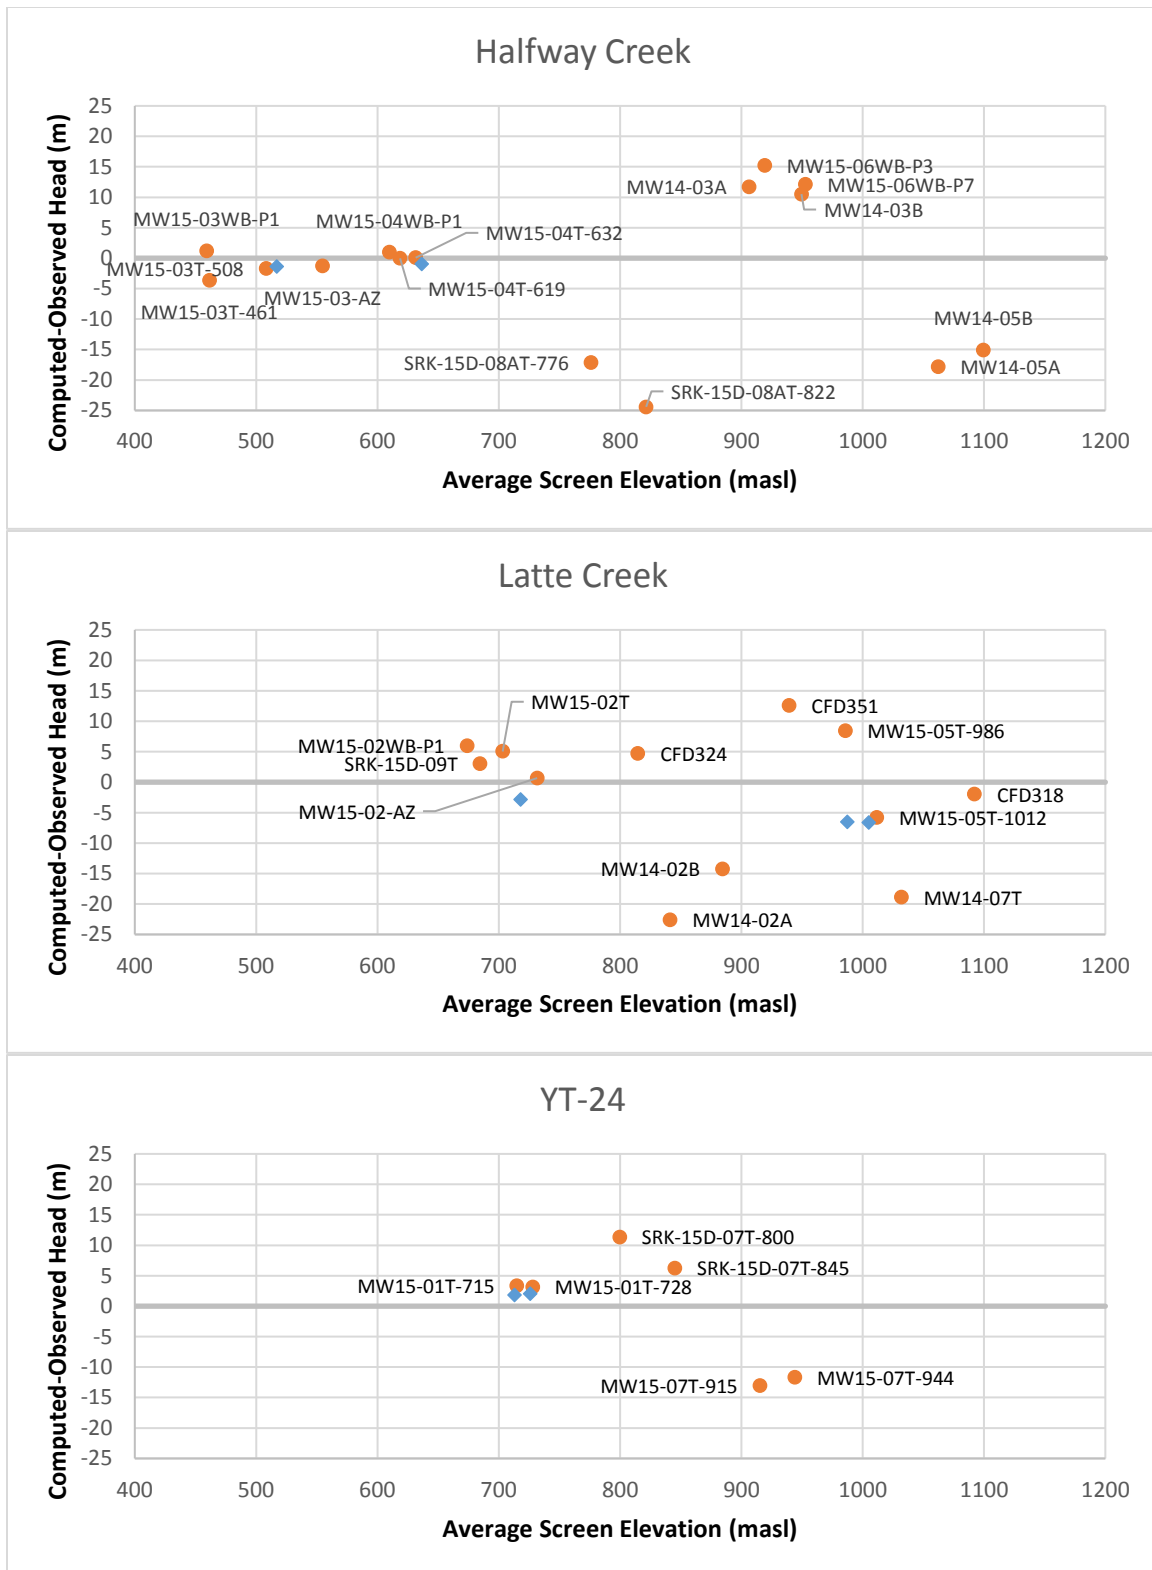 Halfway Creek
25
20
15
10
5
0
-5
-10
-15
-20
-25
Computed-Observed Head (m)
MW15-06WB-P3
MW14-03A
MW15-06WB-P7
MW14-03B
MW15-03WB-P1
MW15-04WB-P1
MW15-04T-632
MW15-03T-508
MW15-03-AZ
MW15-04T-619
MW15-03T-461
MW14-05B
SRK-15D-08AT-776
MW14-05A
SRK-15D-08AT-822
400 500 600 700 800 900 1000 1100 1200
Average Screen Elevation (masl)
Latte Creek
25
20
15
10
5
0
-5
-10
-15
-20
-25
Computed-Observed Head (m)
MW15-02T
CFD351
MW15-05T-986
MW15-02WB-P1
CFD324
SRK-15D-09T
CFD318
MW15-02-AZ
MW15-05T-1012
MW14-02B
MW14-07T
MW14-02A
400 500 600 700 800 900 1000 1100 1200
Average Screen Elevation (masl)
YT-24
25
20
15
10
5
0
-5
-10
-15
-20
-25
Computed-Observed Head (m)
SRK-15D-07T-800
SRK-15D-07T-845
MW15-01T-715
MW15-01T-728
MW15-07T-944
MW15-07T-915
400 500 600 700 800 900 1000 1100 1200
Average Screen Elevation (masl)